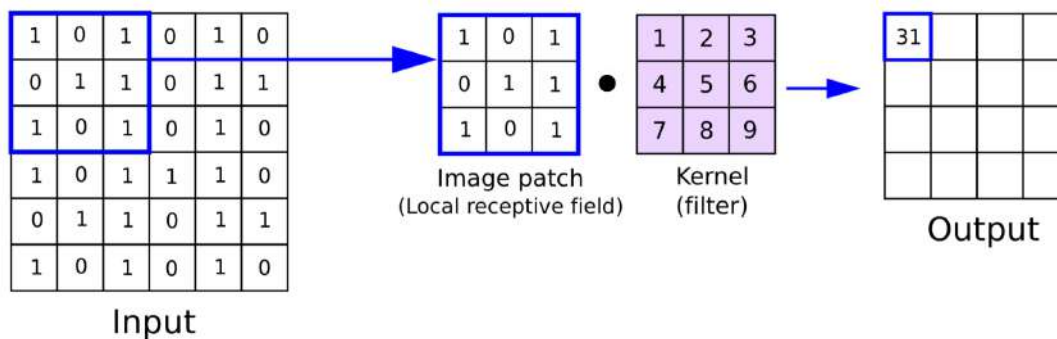 1 0 1 0 1 0
0 1 1 0 1 1
1 0 1 0 1 0
1 0 1 1 1 0
0 1 1 0 1 1
1 0 1 0 1 0
Input
1 0 1
0 1 1
1 0 1
Image patch
(Local receptive field)
1 2 3
4 5 6
7 8 9
Kernel
(filter)
31
Output